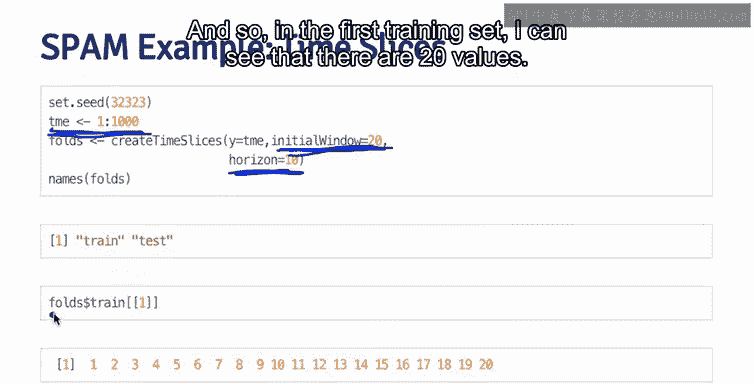 And so, in the first training set, I can
see that there are 20 values.
SPAM Example: Time Slices
set.seed(32323)
tme <- 1:1000
folds <- createTimeSlices(y=tme,initialWindow=20,
horizon=10)
names(folds)
[1] "train" "test"
folds$train[[1]]
[1] 1 2 3 4 5 6 7 8 9 10 11 12 13 14 15 16 17 18 19 20